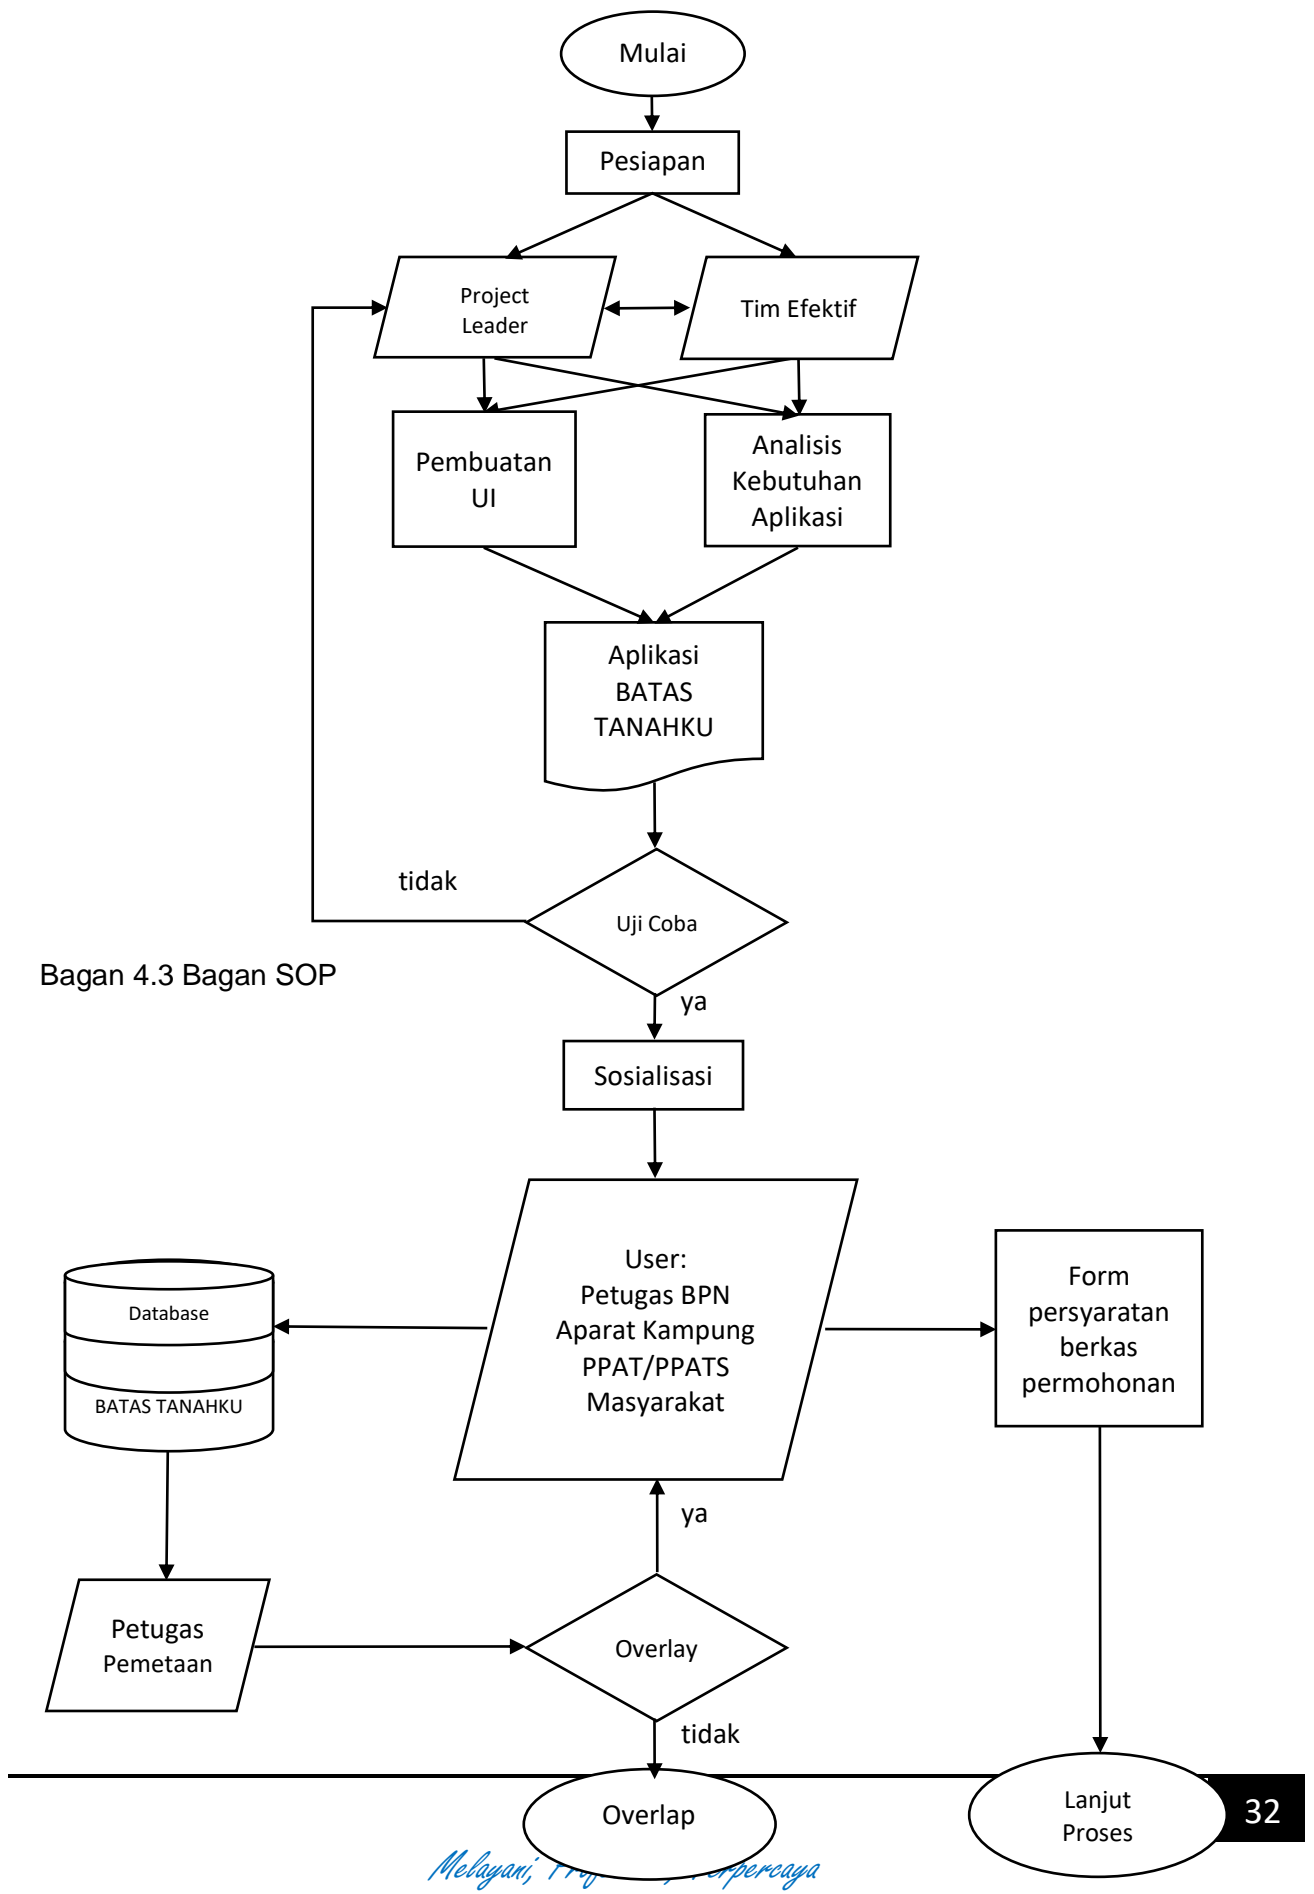 Mulai
Pesiapan
Project
Leader
Tim Efektif
Pembuatan
UI
Analisis
Kebutuhan
Aplikasi
Aplikasi
BATAS
TANAHKU
tidak
Uji Coba
Bagan 4.3 Bagan SOP
ya
Sosialisasi
User:
Petugas BPN
Aparat Kampung
PPAT/PPATS
Masyarakat
Database
BATAS TANAHKU
Form
persyaratan
berkas
permohonan
ya
Petugas
Pemetaan
Overlay
tidak
Overlap
Lanjut
Proses
32
Melayani,